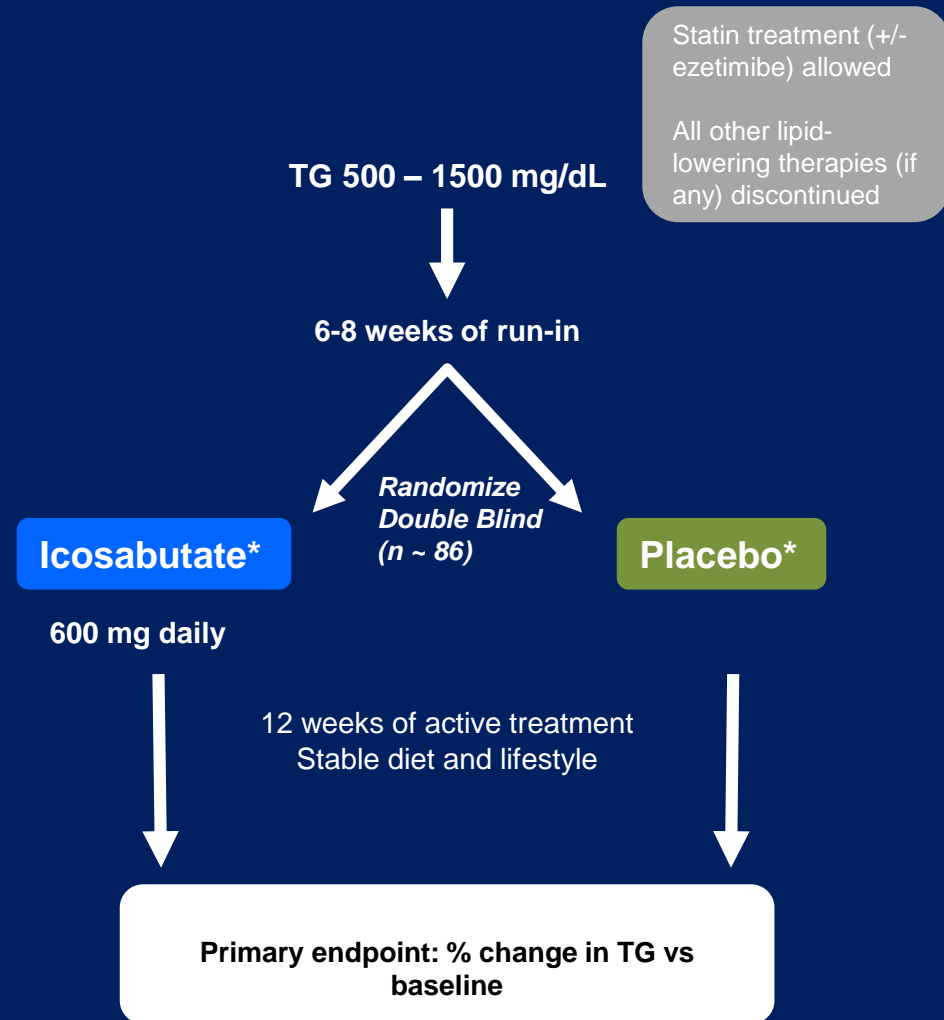 Statin treatment (+/-
ezetimibe) allowed
All other lipid-
lowering therapies (if
any) discontinued
TG 500 – 1500 mg/dL
6-8 weeks of run-in
Randomize
Double Blind
(n ~ 86)
Icosabutate*
Placebo*
600 mg daily
12 weeks of active treatment
Stable diet and lifestyle
Primary endpoint: % change in TG vs
baseline